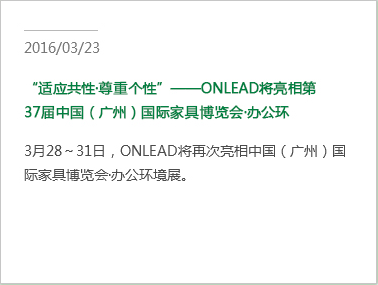 2016/03/23
“适应共性·尊重个性”——ONLEAD将亮相第
37届中国（广州）国际家具博览会·办公环
3月28～31日，ONLEAD将再次亮相中国（广州）国
际家具博览会·办公环境展。